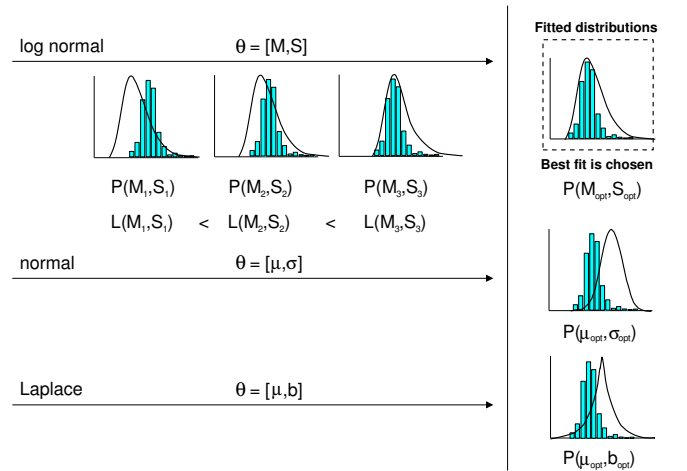 log normal θ = [M,S]
P(M₁,S₁) P(M₂,S₂) P(M₃,S₃)
L(M₁,S₁) < L(M₂,S₂) < L(M₃,S₃)
normal θ = [μ,σ]
Laplace θ = [μ,b]
Fitted distributions
Best fit is chosen
P(Mₒₚₜ,Sₒₚₜ)
P(μₒₚₜ,σₒₚₜ)
P(μₒₚₜ,bₒₚₜ)